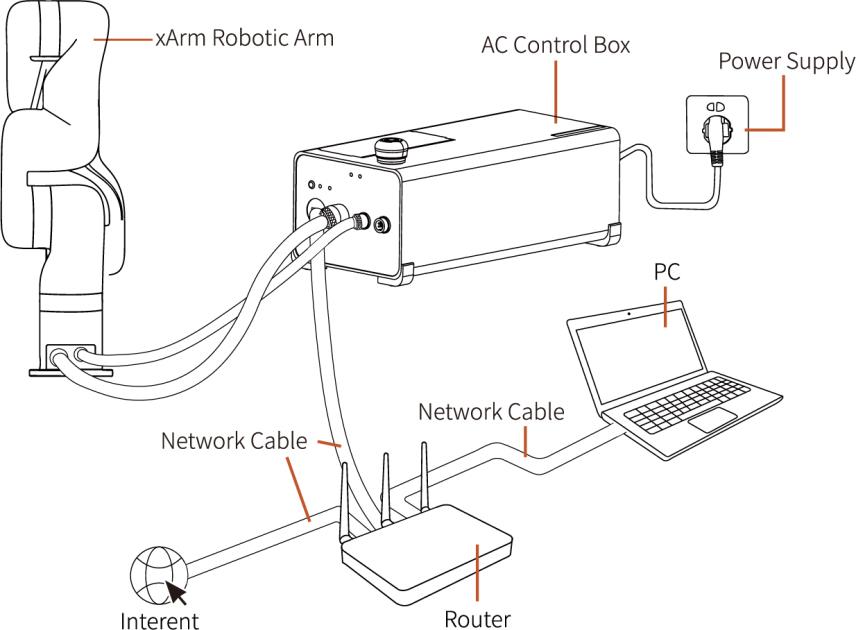 xArm Robotic Arm
AC Control Box
Power Supply
PC
Network Cable
Network Cable
Interent
Router